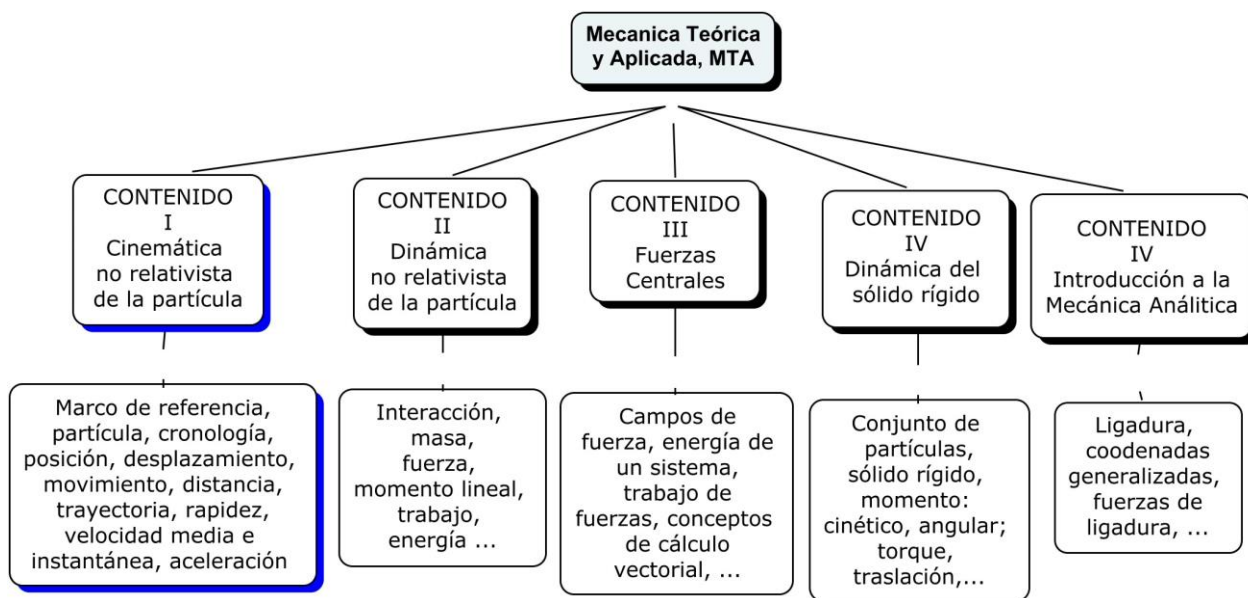 Mecanica Teórica
y Aplicada, MTA
CONTENIDO
I
Cinemática
no relativista
de la partícula
CONTENIDO
II
Dinámica
no relativista
de la partícula
CONTENIDO
III
Fuerzas
Centrales
CONTENIDO
IV
Dinámica del
sólido rígido
CONTENIDO
IV
Introducción a la
Mecánica Análitica
Marco de referencia,
partícula, cronología,
posición, desplazamiento,
movimiento, distancia,
trayectoria, rapidez,
velocidad media e
instantánea, aceleración
Interacción,
masa,
fuerza,
momento lineal,
trabajo,
energía ...
Campos de
fuerza, energía de
un sistema,
trabajo de
fuerzas, conceptos
de cálculo
vectorial, ...
Conjunto de
partículas,
sólido rígido,
momento:
cinético, angular;
torque,
traslación,...
Ligadura,
coodenadas
generalizadas,
fuerzas de
ligadura, ...